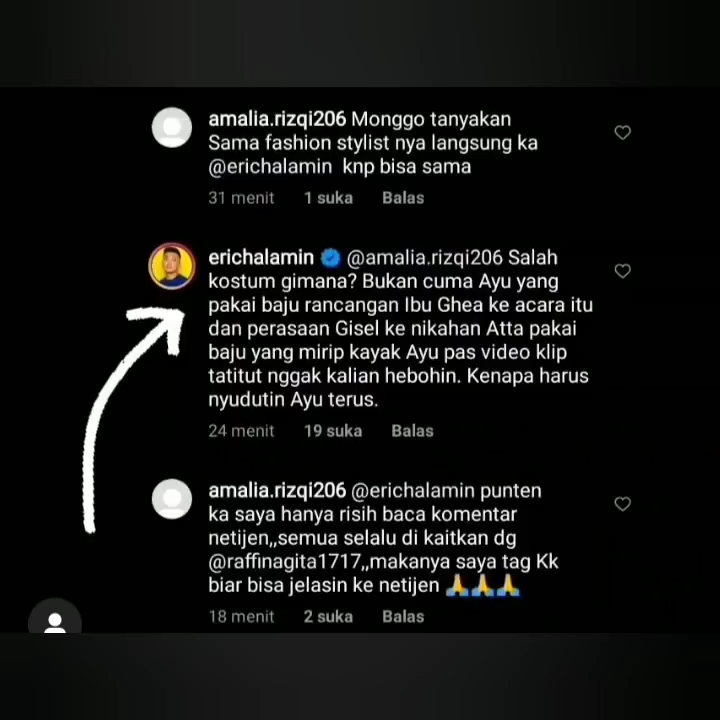 amalia.rizqi206 Monggo tanyakan
Sama fashion stylist nya langsung ka
@erichalamin knp bisa sama
31 menit 1 suka Balas
erichalamin @amalia.rizqi206 Salah
kostum gimana? Bukan cuma Ayu yang
pakai baju rancangan Ibu Ghea ke acara itu
dan perasaan Gisel ke nikahan Atta pakai
baju yang mirip kayak Ayu pas video klip
tatitut nggak kalian hebohin. Kenapa harus
nyudutin Ayu terus.
24 menit 19 suka Balas
amalia.rizqi206 @erichalamin punten
ka saya hanya risih baca komentar
netijen,,semua selalu di kaitkan dg
@raffinagita1717,,makanya saya tag Kk
biar bisa jelasin ke netijen 🙏🙏🙏
18 menit 2 suka Balas